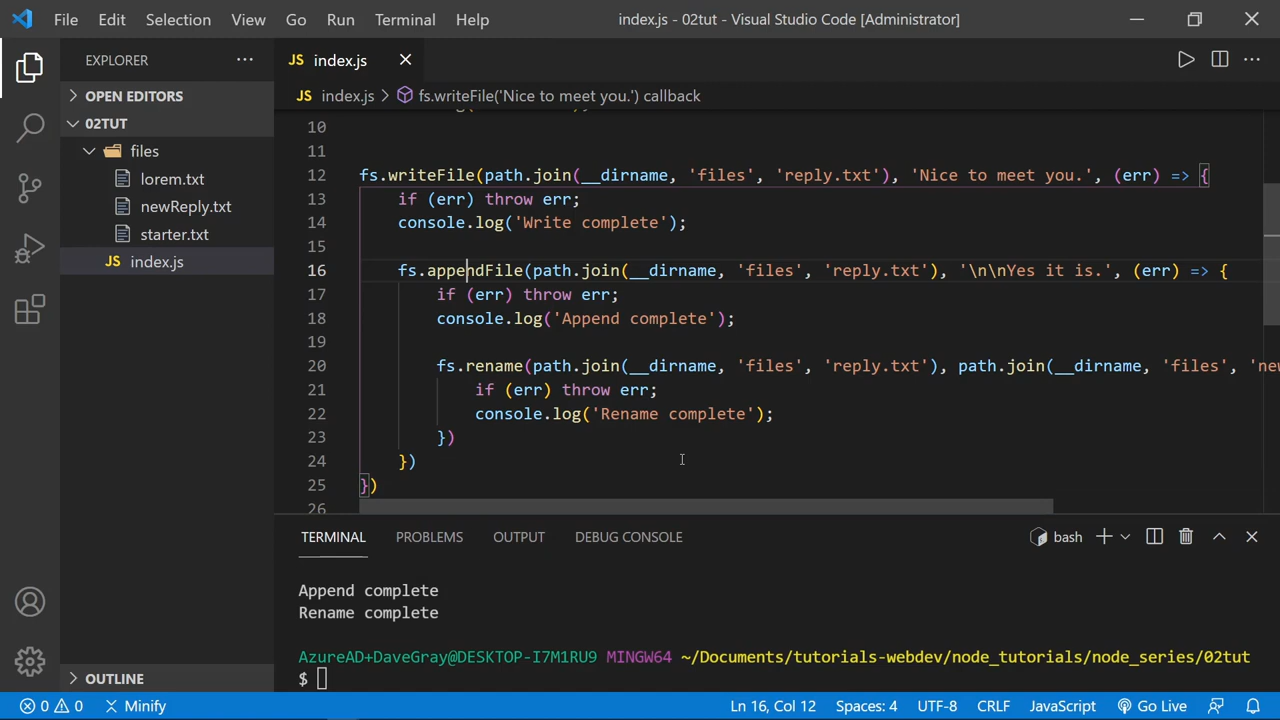 File Edit Selection View Go Run Terminal Help index.js - 02tut - Visual Studio Code [Administrator]
EXPLORER
OPEN EDITORS
02TUT
files
lorem.txt
newReply.txt
starter.txt
JS index.js
OUTLINE
JS index.js
JS index.js > fs.writeFile('Nice to meet you.') callback
10
11
12 fs.writeFile(path.join(__dirname, 'files', 'reply.txt'), 'Nice to meet you.', (err) => {
13 if (err) throw err;
14 console.log('Write complete');
15
16 fs.appendFile(path.join(__dirname, 'files', 'reply.txt'), '\n\nYes it is.', (err) => {
17 if (err) throw err;
18 console.log('Append complete');
19
20 fs.rename(path.join(__dirname, 'files', 'reply.txt'), path.join(__dirname, 'files', 'new
21 if (err) throw err;
22 console.log('Rename complete');
23 })
24 })
25 })
26
TERMINAL PROBLEMS OUTPUT DEBUG CONSOLE bash
Append complete
Rename complete
AzureAD+DaveGray@DESKTOP-I7M1RU9 MINGW64 ~/Documents/tutorials-webdev/node_tutorials/node_series/02tut
$
0 0 Minify Ln 16, Col 12 Spaces: 4 UTF-8 CRLF JavaScript Go Live